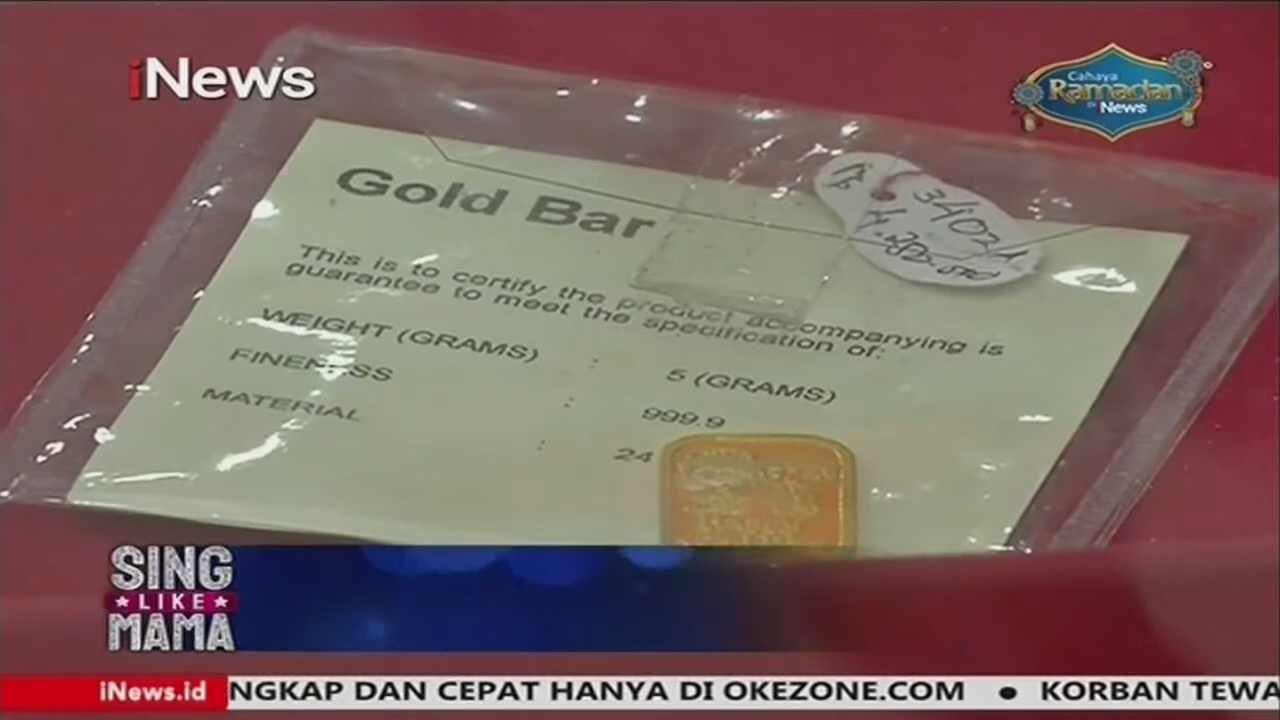 iNews
Cahaya
Ramadan
di iNews
Gold Bar
This is to certify the product accompanying is
guarantee to meet the specification of:
WEIGHT (GRAMS) : 5 (GRAMS)
FINENESS : 999.9
MATERIAL : 24
SING
LIKE
MAMA
iNews.id NGKAP DAN CEPAT HANYA DI OKEZONE.COM • KORBAN TEWA